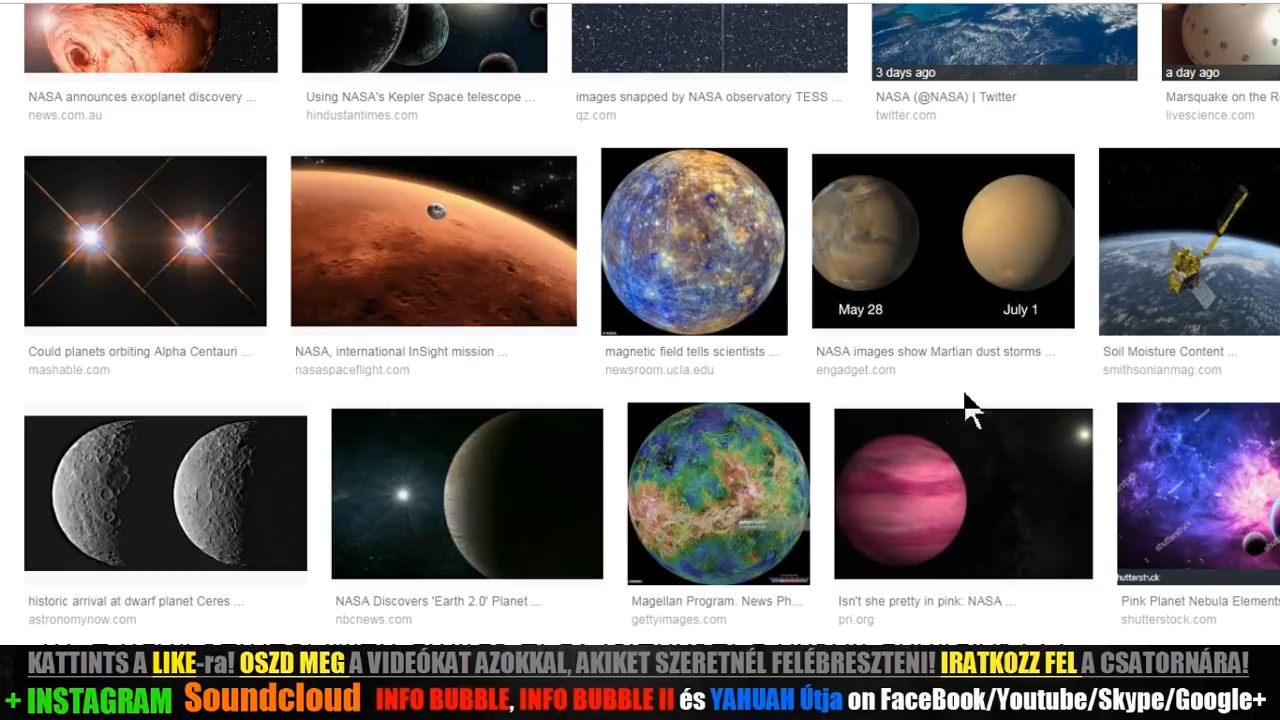 3 days ago
a day ago
NASA announces exoplanet discovery ...
news.com.au
Using NASA's Kepler Space telescope ...
hindustantimes.com
images snapped by NASA observatory TESS ...
qz.com
NASA (@NASA) | Twitter
twitter.com
Marsquake on the R
livescience.com
May 28
July 1
Could planets orbiting Alpha Centauri ...
mashable.com
NASA, international InSight mission ...
nasaspaceflight.com
magnetic field tells scientists ...
newsroom.ucla.edu
NASA images show Martian dust storms ...
engadget.com
Soil Moisture Content ...
smithsonianmag.com
gettyimages
shutterstock
historic arrival at dwarf planet Ceres ...
astronomynow.com
NASA Discovers 'Earth 2.0' Planet ...
nbcnews.com
Magellan Program. News Ph...
gettyimages.com
Isn't she pretty in pink: NASA ...
pri.org
Pink Planet Nebula Elements
shutterstock.com
KATTINTS A LIKE-ra! OSZD MEG A VIDEÓKAT AZOKKAL, AKIKET SZERETNÉL FELÉBRESZTENI! IRATKOZZ FEL A CSATORNÁRA!
+ INSTAGRAM Soundcloud INFO BUBBLE, INFO BUBBLE II és YAHUAH Útja on FaceBook/Youtube/Skype/Google+